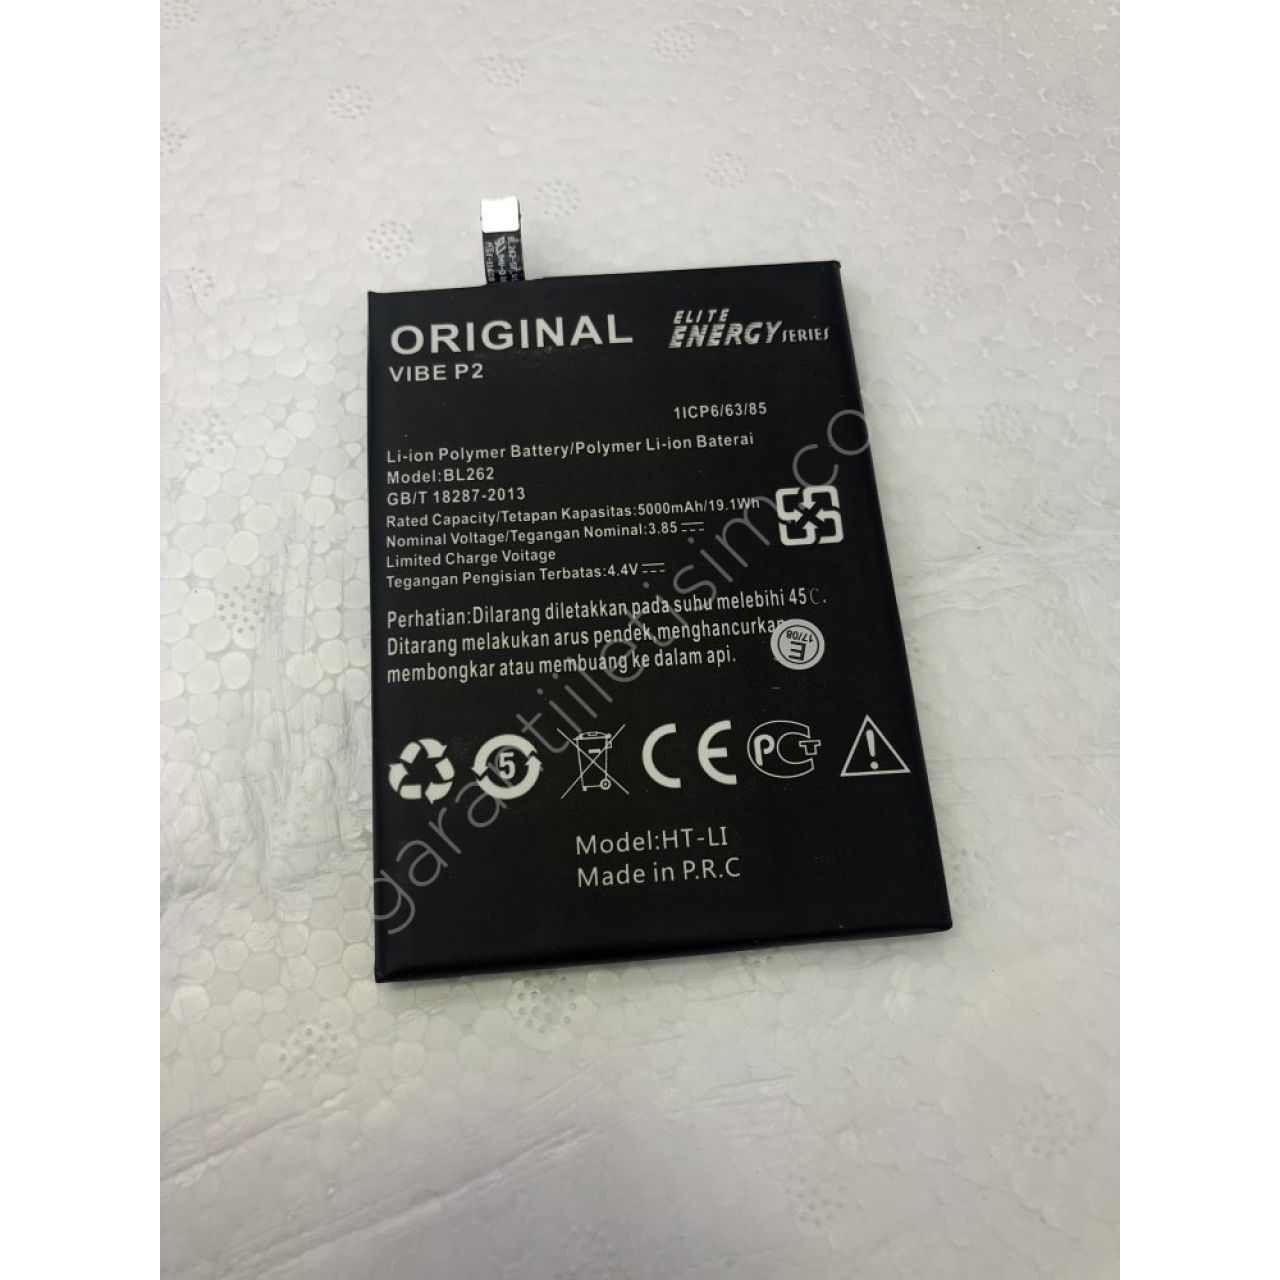 ORIGINAL
VIBE P2
ELITE
ENERGY SERIES
1ICP6/63/85
Li-ion Polymer Battery/Polymer Li-ion Baterai
Model:BL262
GB/T 18287-2013
Rated Capacity/Tetapan Kapasitas:5000mAh/19.1Wh
Nominal Voltage/Tegangan Nominal:3.85
Limited Charge Voitage
Tegangan Pengisian Terbatas:4.4V
Perhatian:Dilarang diletakkan pada suhu melebihi 45℃.
Ditarang melakukan arus pendek menghancurkan
membongkar atau membuang ke dalam api.
E
17/08
5
CE
PCT
Model:HT-LI
Made in P.R.C
garantiiletisim.co